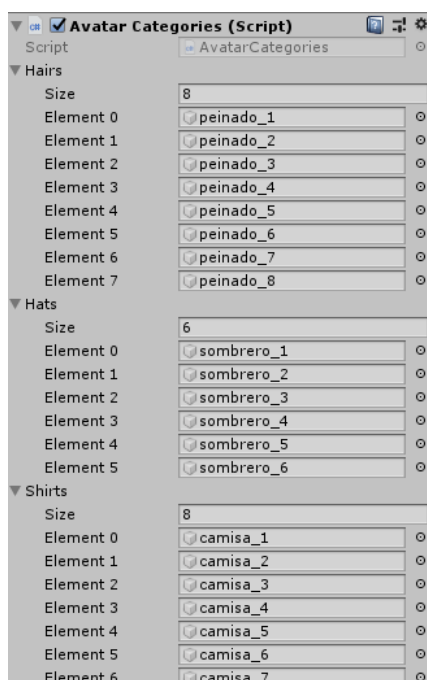 Avatar Categories (Script)
Script AvatarCategories
Hairs
Size 8
Element 0 peinado_1
Element 1 peinado_2
Element 2 peinado_3
Element 3 peinado_4
Element 4 peinado_5
Element 5 peinado_6
Element 6 peinado_7
Element 7 peinado_8
Hats
Size 6
Element 0 sombrero_1
Element 1 sombrero_2
Element 2 sombrero_3
Element 3 sombrero_4
Element 4 sombrero_5
Element 5 sombrero_6
Shirts
Size 8
Element 0 camisa_1
Element 1 camisa_2
Element 2 camisa_3
Element 3 camisa_4
Element 4 camisa_5
Element 5 camisa_6
Element 6 camisa_7